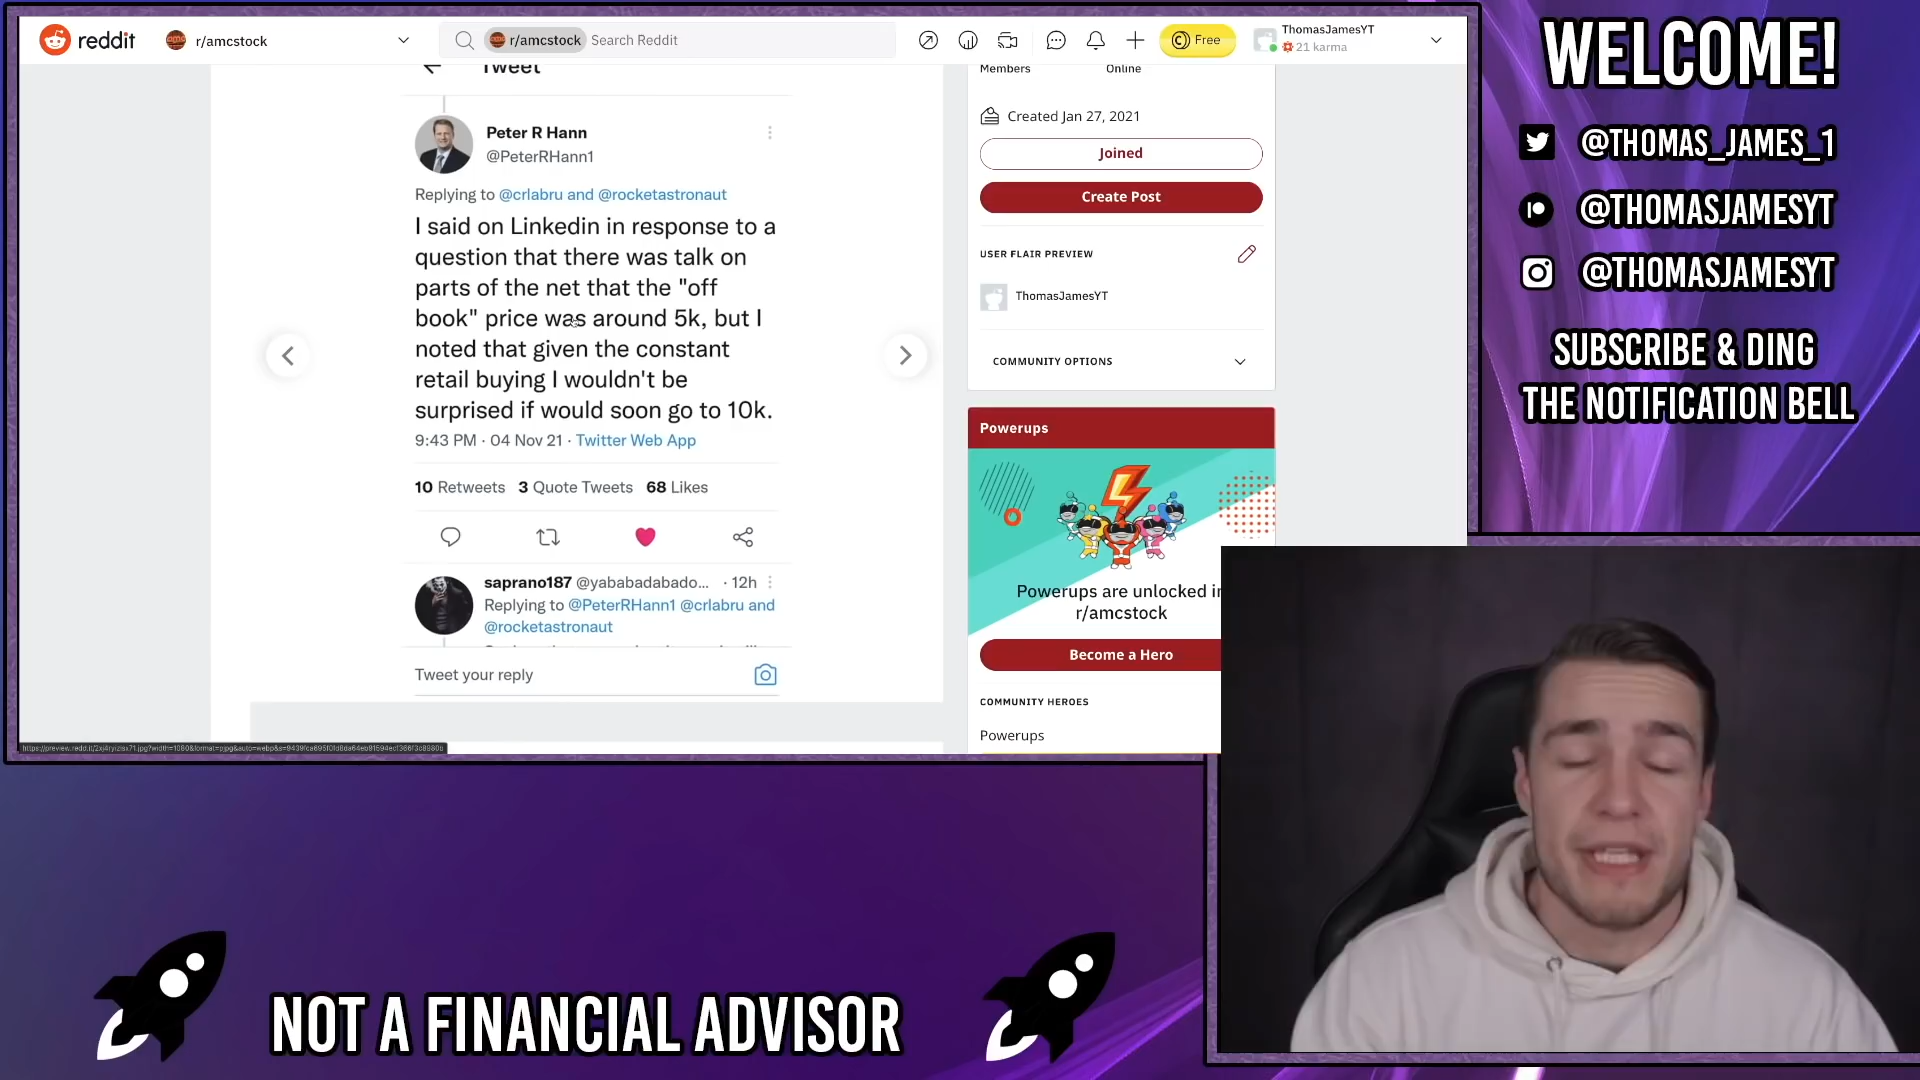 reddit
r/amcstock
r/amcstock Search Reddit
Free
ThomasJamesYT
21 karma
Tweet
Peter R Hann
@PeterRHann1
Replying to @crlabru and @rocketastronaut
I said on Linkedin in response to a
question that there was talk on
parts of the net that the "off
book" price was around 5k, but I
noted that given the constant
retail buying I wouldn't be
surprised if would soon go to 10k.
9:43 PM · 04 Nov 21 · Twitter Web App
10 Retweets 3 Quote Tweets 68 Likes
saprano187 @yababadabado... · 12h
Replying to @PeterRHann1 @crlabru and
@rocketastronaut
Tweet your reply
Members Online
Created Jan 27, 2021
Joined
Create Post
USER FLAIR PREVIEW
ThomasJamesYT
COMMUNITY OPTIONS
Powerups
Powerups are unlocked in
r/amcstock
Become a Hero
COMMUNITY HEROES
Powerups
WELCOME!
@THOMAS_JAMES_1
@THOMASJAMESYT
@THOMASJAMESYT
SUBSCRIBE & DING
THE NOTIFICATION BELL
NOT A FINANCIAL ADVISOR